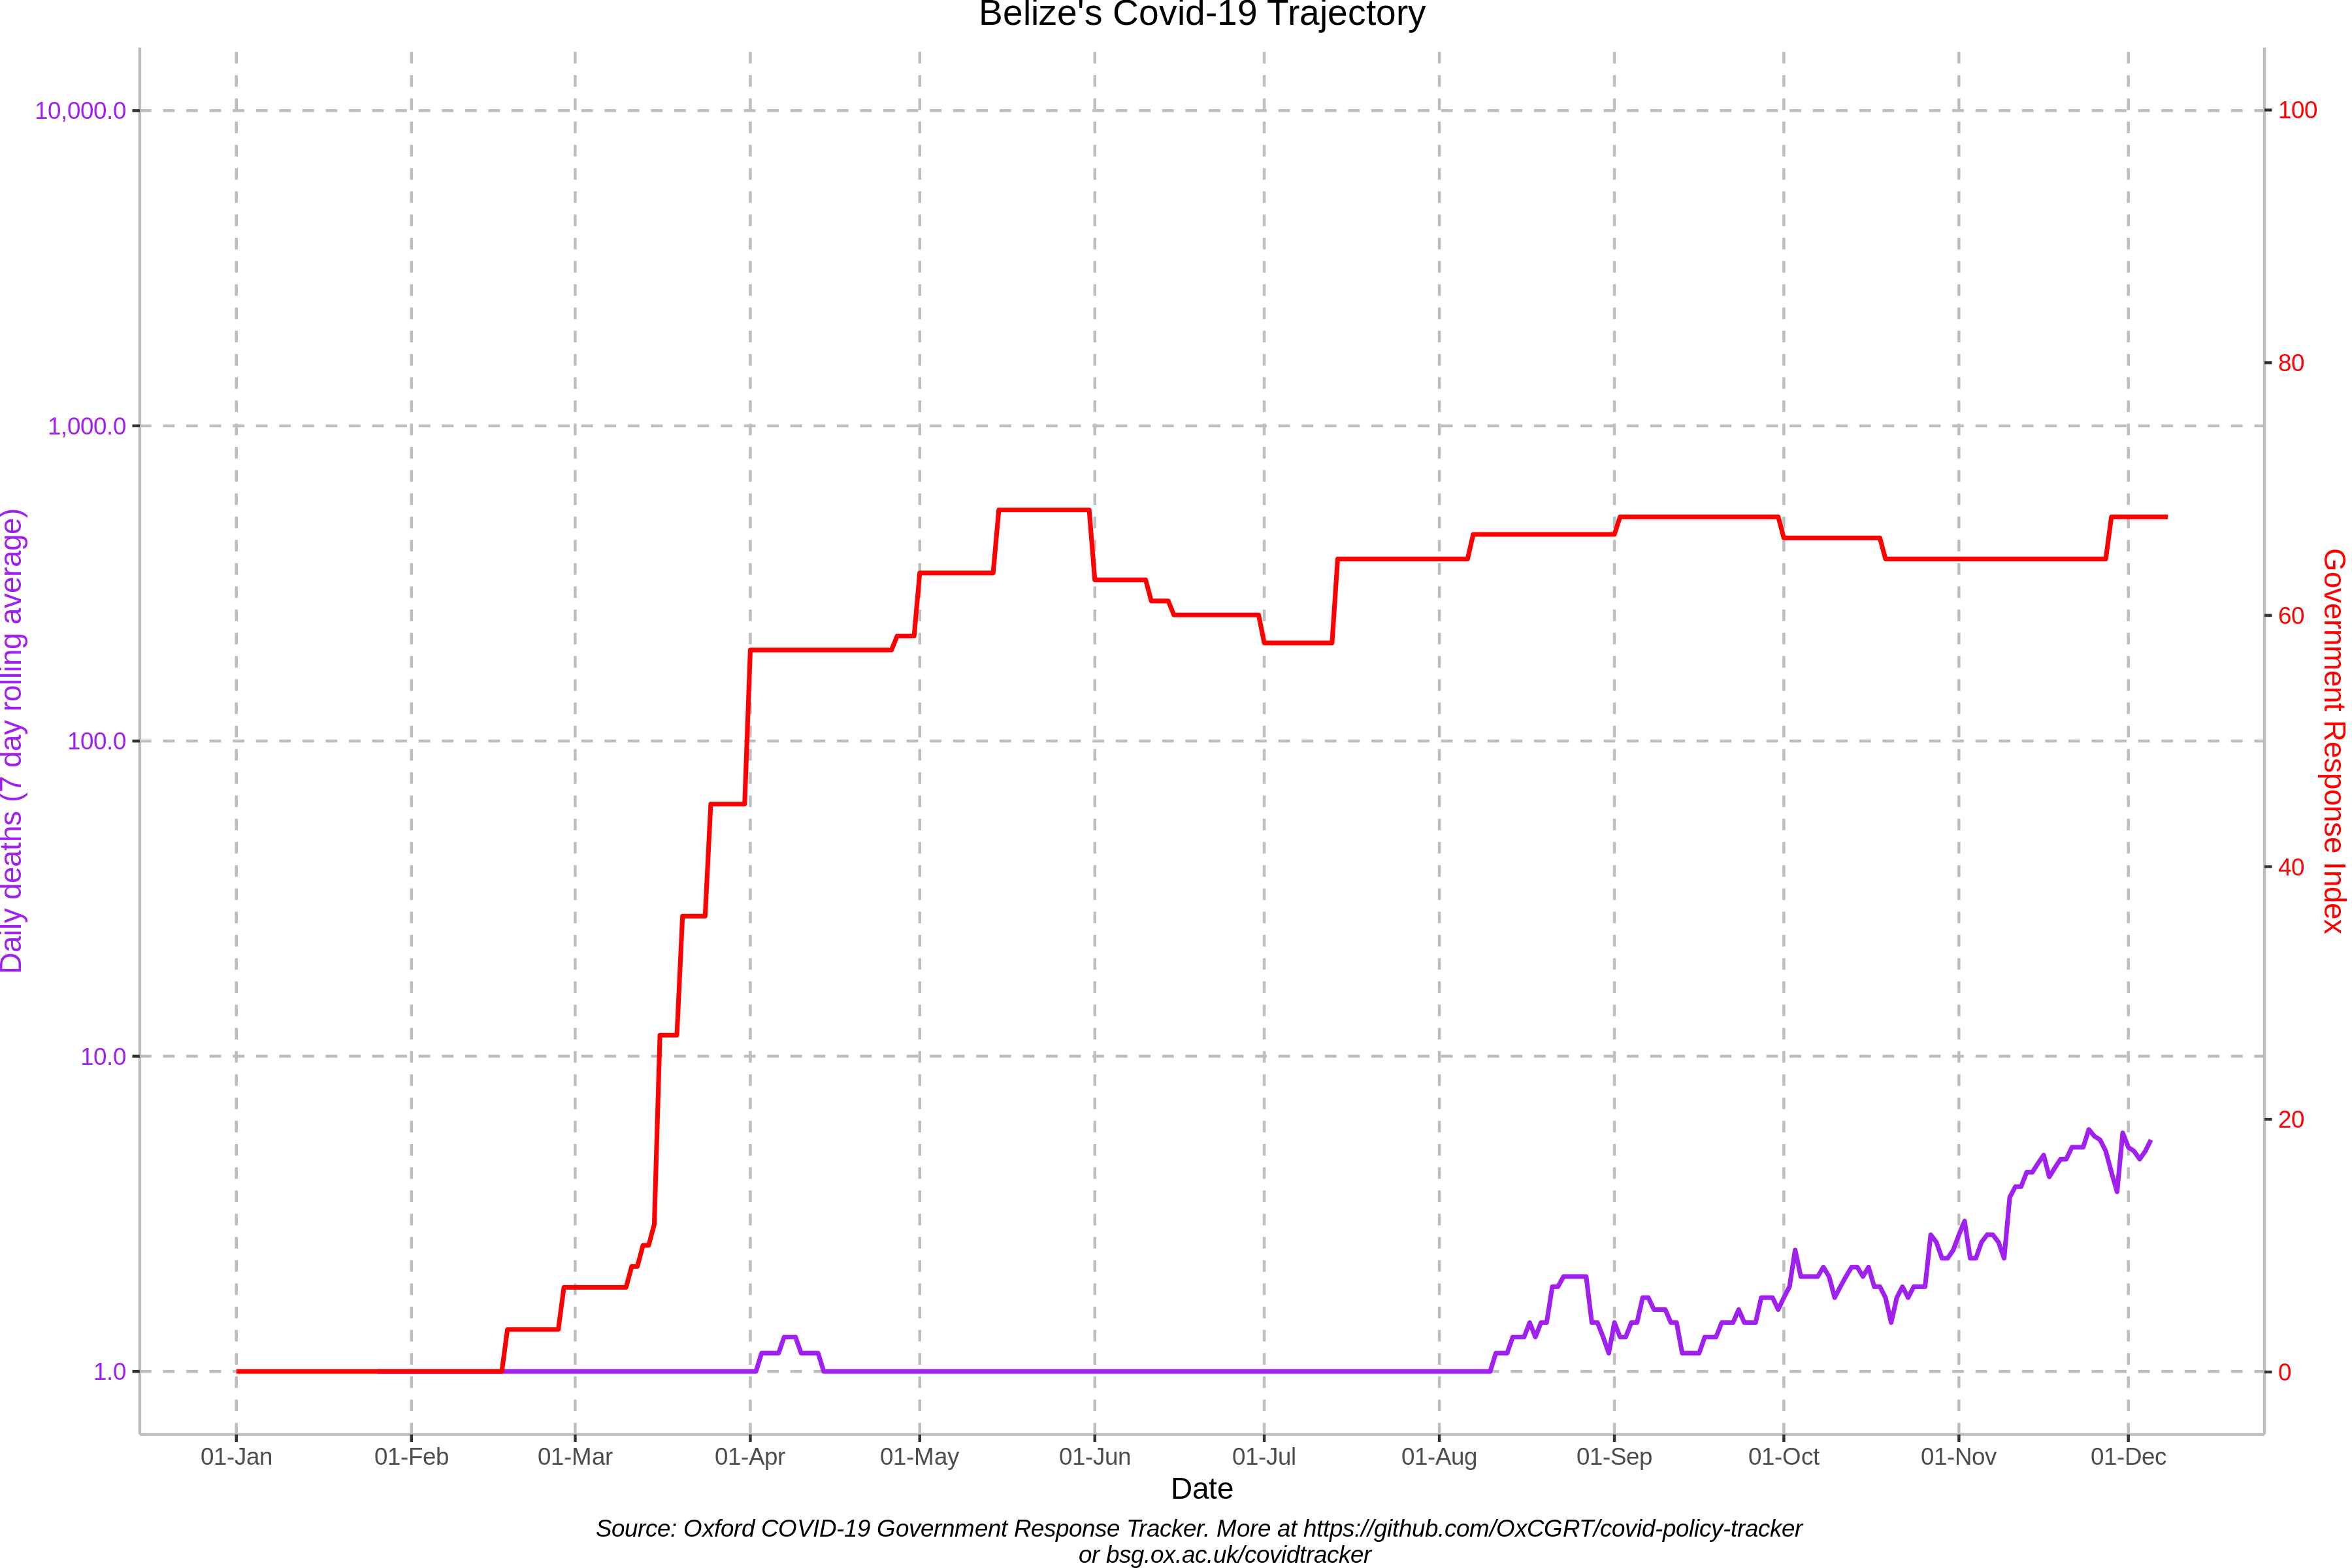 Belize's Covid-19 Trajectory
10,000.0
1,000.0
100.0
10.0
1.0
Daily deaths (7 day rolling average)
100
80
60
40
20
0
Government Response Index
01-Jan 01-Feb 01-Mar 01-Apr 01-May 01-Jun 01-Jul 01-Aug 01-Sep 01-Oct 01-Nov 01-Dec
Date
Source: Oxford COVID-19 Government Response Tracker. More at https://github.com/OxCGRT/covid-policy-tracker
or bsg.ox.ac.uk/covidtracker